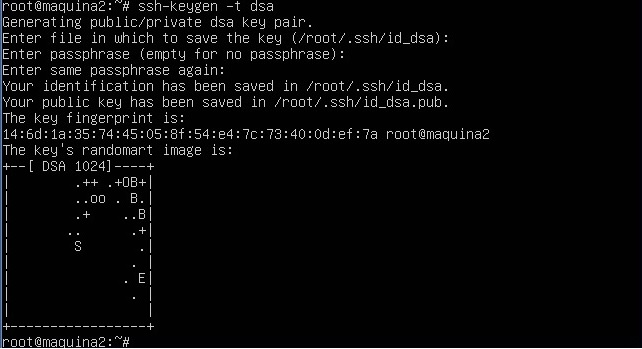 root@maquina2:~# ssh-keygen -t dsa
Generating public/private dsa key pair.
Enter file in which to save the key (/root/.ssh/id_dsa):
Enter passphrase (empty for no passphrase):
Enter same passphrase again:
Your identification has been saved in /root/.ssh/id_dsa.
Your public key has been saved in /root/.ssh/id_dsa.pub.
The key fingerprint is:
14:6d:1a:35:74:45:05:8f:54:e4:7c:73:40:0d:ef:7a root@maquina2
The key's randomart image is:
+--[ DSA 1024]----+
|        .++ .+OB+|
|        ..oo . B.|
|        .+    ..B|
|       ..      .+|
|        S       .|
|               . |
|              . E|
|               . |
|                 |
+-----------------+
root@maquina2:~#